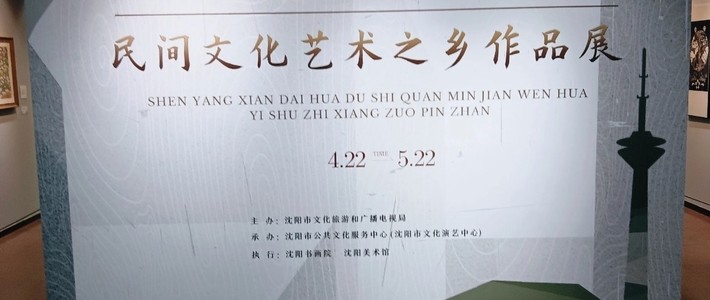 民间文化艺术之乡作品展
SHEN YANG XIAN DAI HUA DU SHI QUAN MIN JIAN WEN HUA
YI SHU ZHI XIANG ZUO PIN ZHAN
4.22 TIME 5.22
主 办：沈阳市文化旅游和广播电视局
承 办：沈阳市公共文化服务中心(沈阳市文化演艺中心)
执 行：沈阳书画院 沈阳美术馆